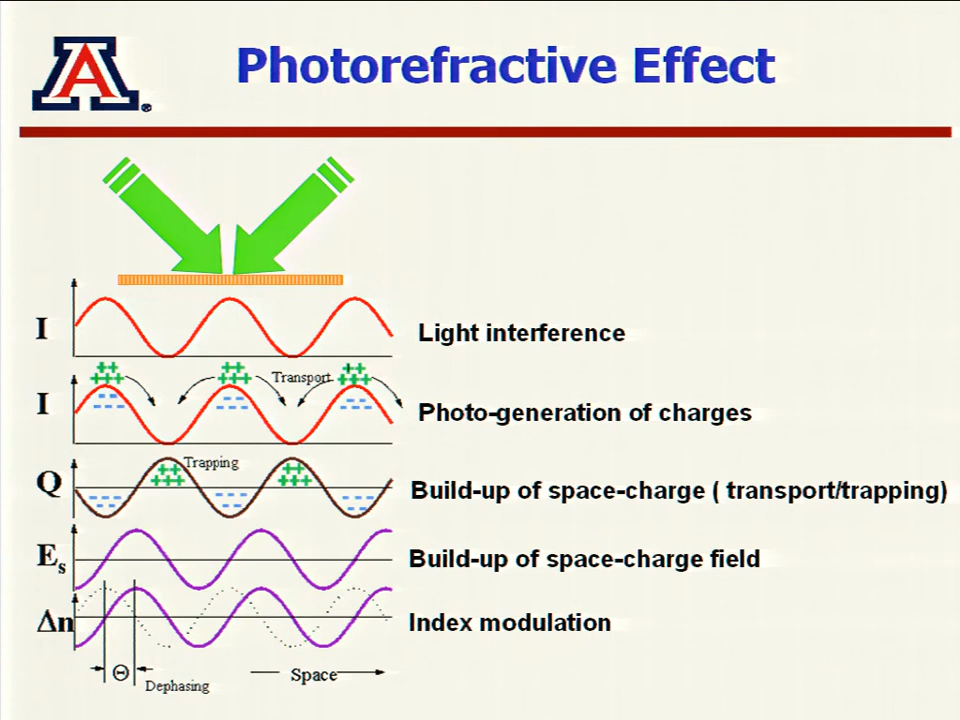 A®
Photorefractive Effect
I
Light interference
Transport
I
Photo-generation of charges
Trapping
Q
Build-up of space-charge ( transport/trapping)
Es
Build-up of space-charge field
Δn
Index modulation
Θ
Space
Dephasing